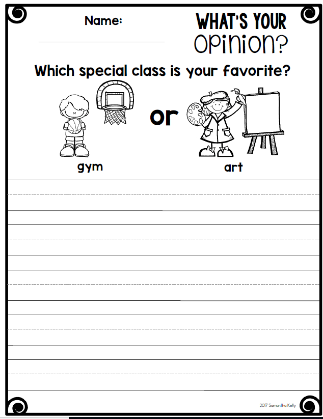 Name:
WHAT'S YOUR
OPINION?
Which special class is your favorite?
or
gym
art